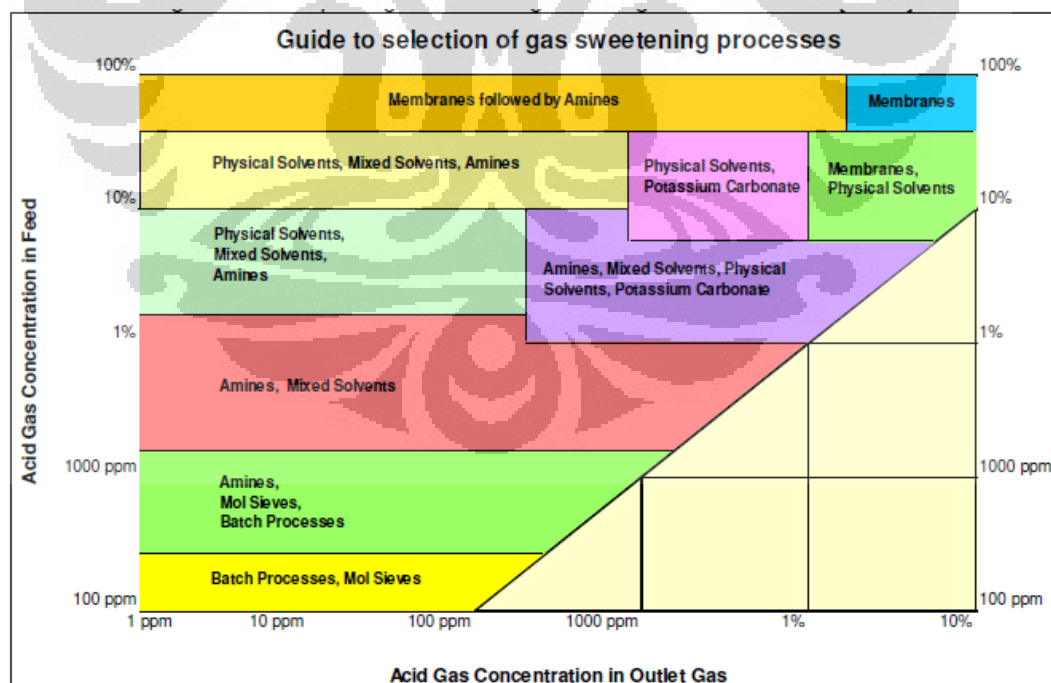 Guide to selection of gas sweetening processes
100%
100%
Membranes followed by Amines
Membranes
Physical Solvents, Mixed Solvents, Amines
Physical Solvents,
Potassium Carbonate
Membranes,
Physical Solvents
10%
10%
Physical Solvents,
Mixed Solvents,
Amines
Amines, Mixed Solvents, Physical
Solvents, Potassium Carbonate
Acid Gas Concentration in Feed
1%
1%
Amines, Mixed Solvents
1000 ppm
1000 ppm
Amines,
Mol Sieves,
Batch Processes
Batch Processes, Mol Sieves
100 ppm
100 ppm
1 ppm
10 ppm
100 ppm
1000 ppm
1%
10%
Acid Gas Concentration in Outlet Gas